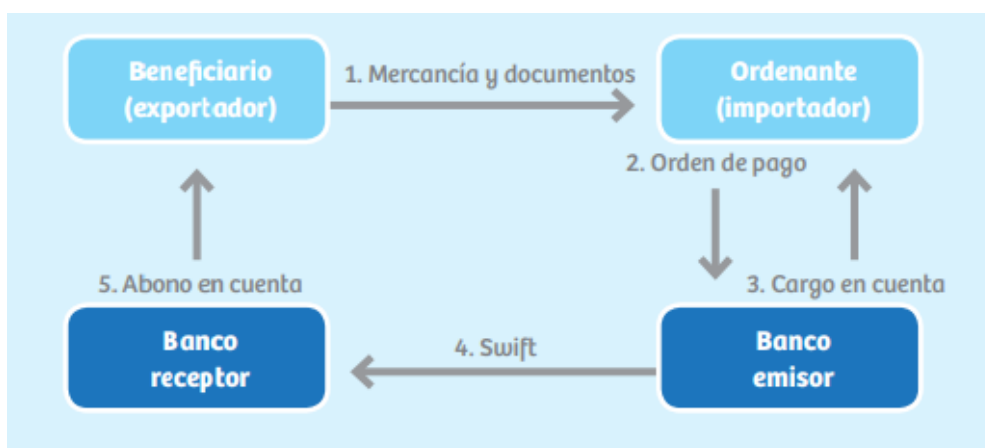 Beneficiario
(exportador)
1. Mercancía y documentos
Ordenante
(importador)
2. Orden de pago
3. Cargo en cuenta
5. Abono en cuenta
Banco
receptor
4. Swift
Banco
emisor